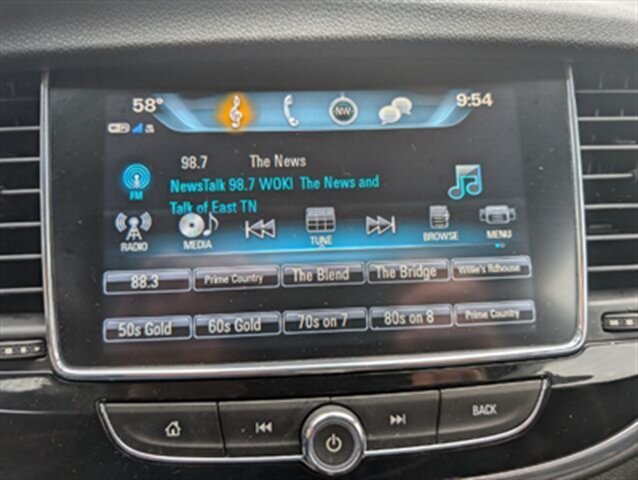 58° NW 9:54
98.7 The News
FM NewsTalk 98.7 WOKI The News and
Talk of East TN
RADIO MEDIA TUNE BROWSE MENU
88.3 Prime Country The Blend The Bridge Willie's Rdhouse
50s Gold 60s Gold 70s on 7 80s on 8 Prime Country
BACK